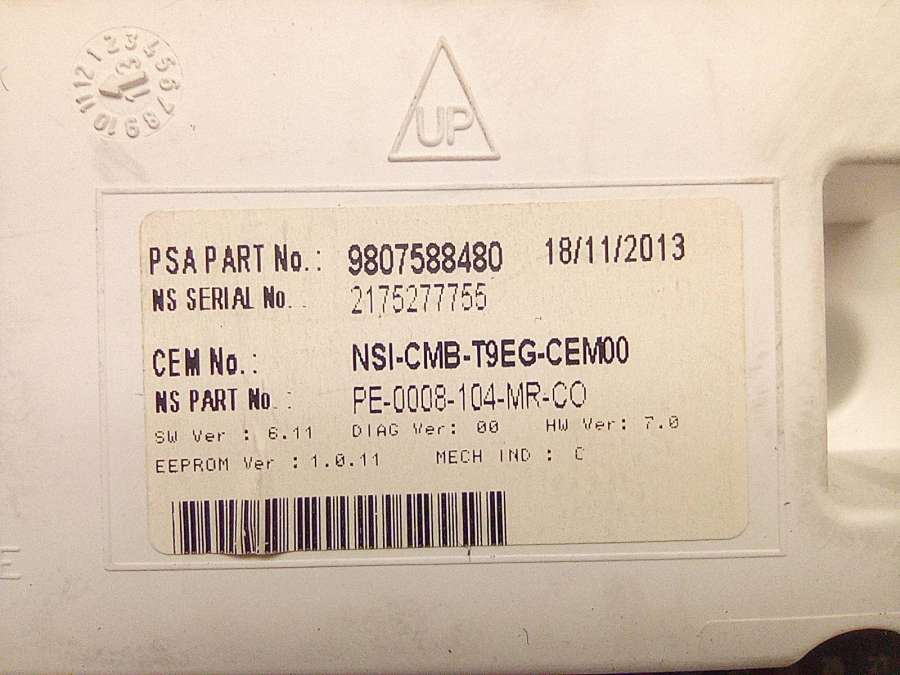 1 2 3 4 5 6 7 8 9 10 11 12
13
UP
PSA PART No.: 9807588480 18/11/2013
NS SERIAL No. : 2175277755
CEM No.: NSI-CMB-T9EG-CEM00
NS PART No. : PE-0008-104-MR-CO
SW Ver : 6.11 DIAG Ver: 00 HW Ver: 7.0
EEPROM Ver : 1.0.11 MECH IND : C
E